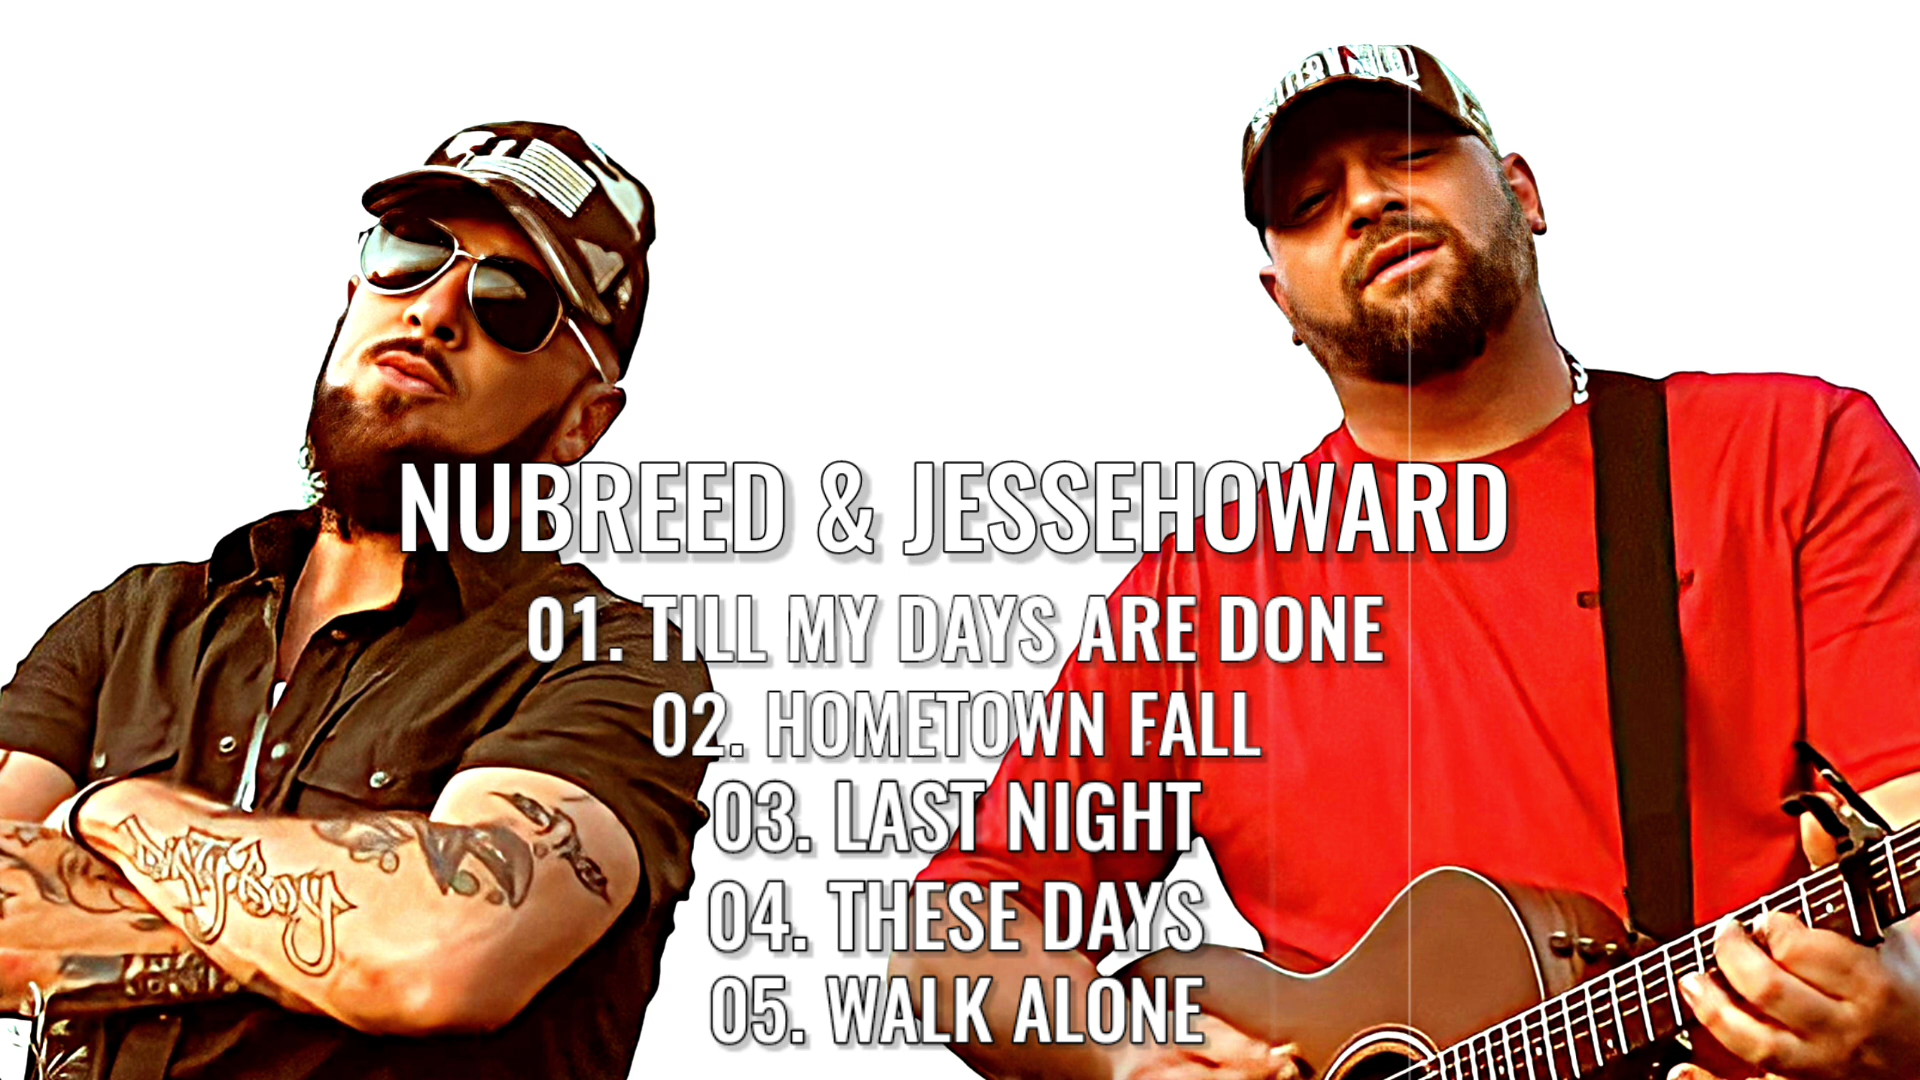 NUBREED & JESSEHOWARD
01. TILL MY DAYS ARE DONE
02. HOMETOWN FALL
03. LAST NIGHT
04. THESE DAYS
05. WALK ALONE